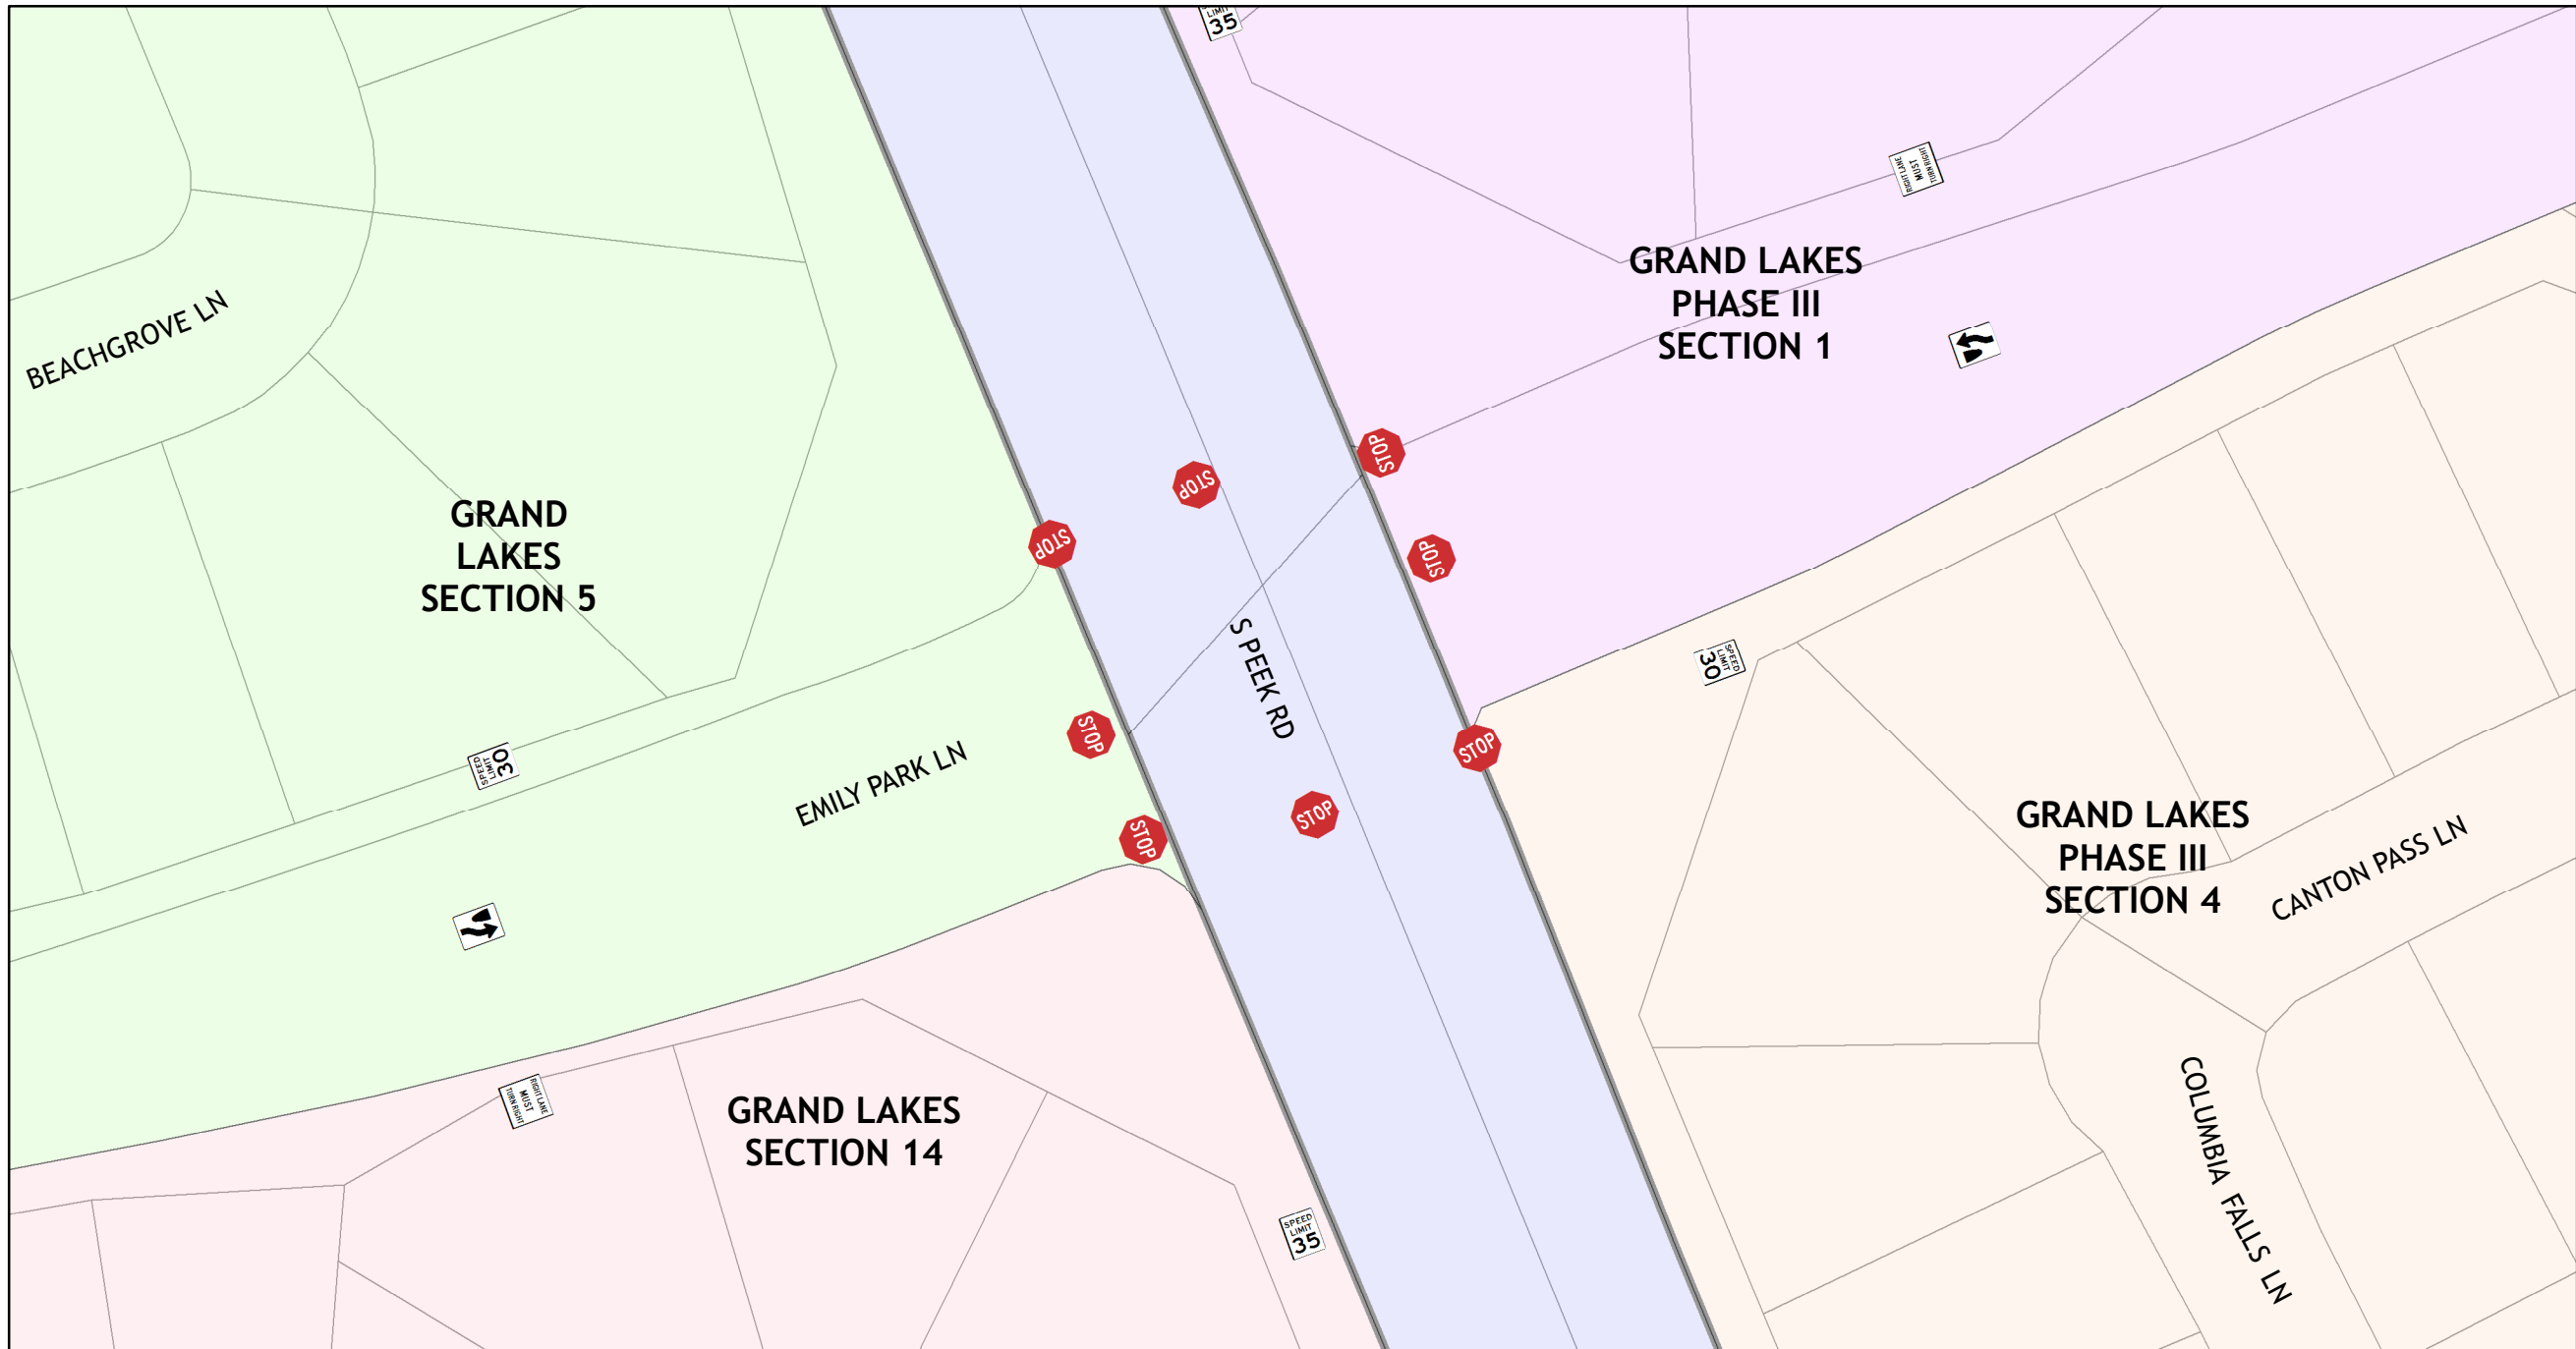 LIMIT
35
RIGHT LANE
MUST
TURN RIGHT
GRAND LAKES
PHASE III
SECTION 1
BEACHGROVE LN
STOP
STOP
STOP
STOP
GRAND
LAKES
SECTION 5
S PEEK RD
SPEED
LIMIT
30
STOP
STOP
STOP
STOP
SPEED
LIMIT
30
EMILY PARK LN
GRAND LAKES
PHASE III
SECTION 4
CANTON PASS LN
RIGHT LANE
MUST
TURN RIGHT
GRAND LAKES
SECTION 14
COLUMBIA FALLS LN
SPEED
LIMIT
35